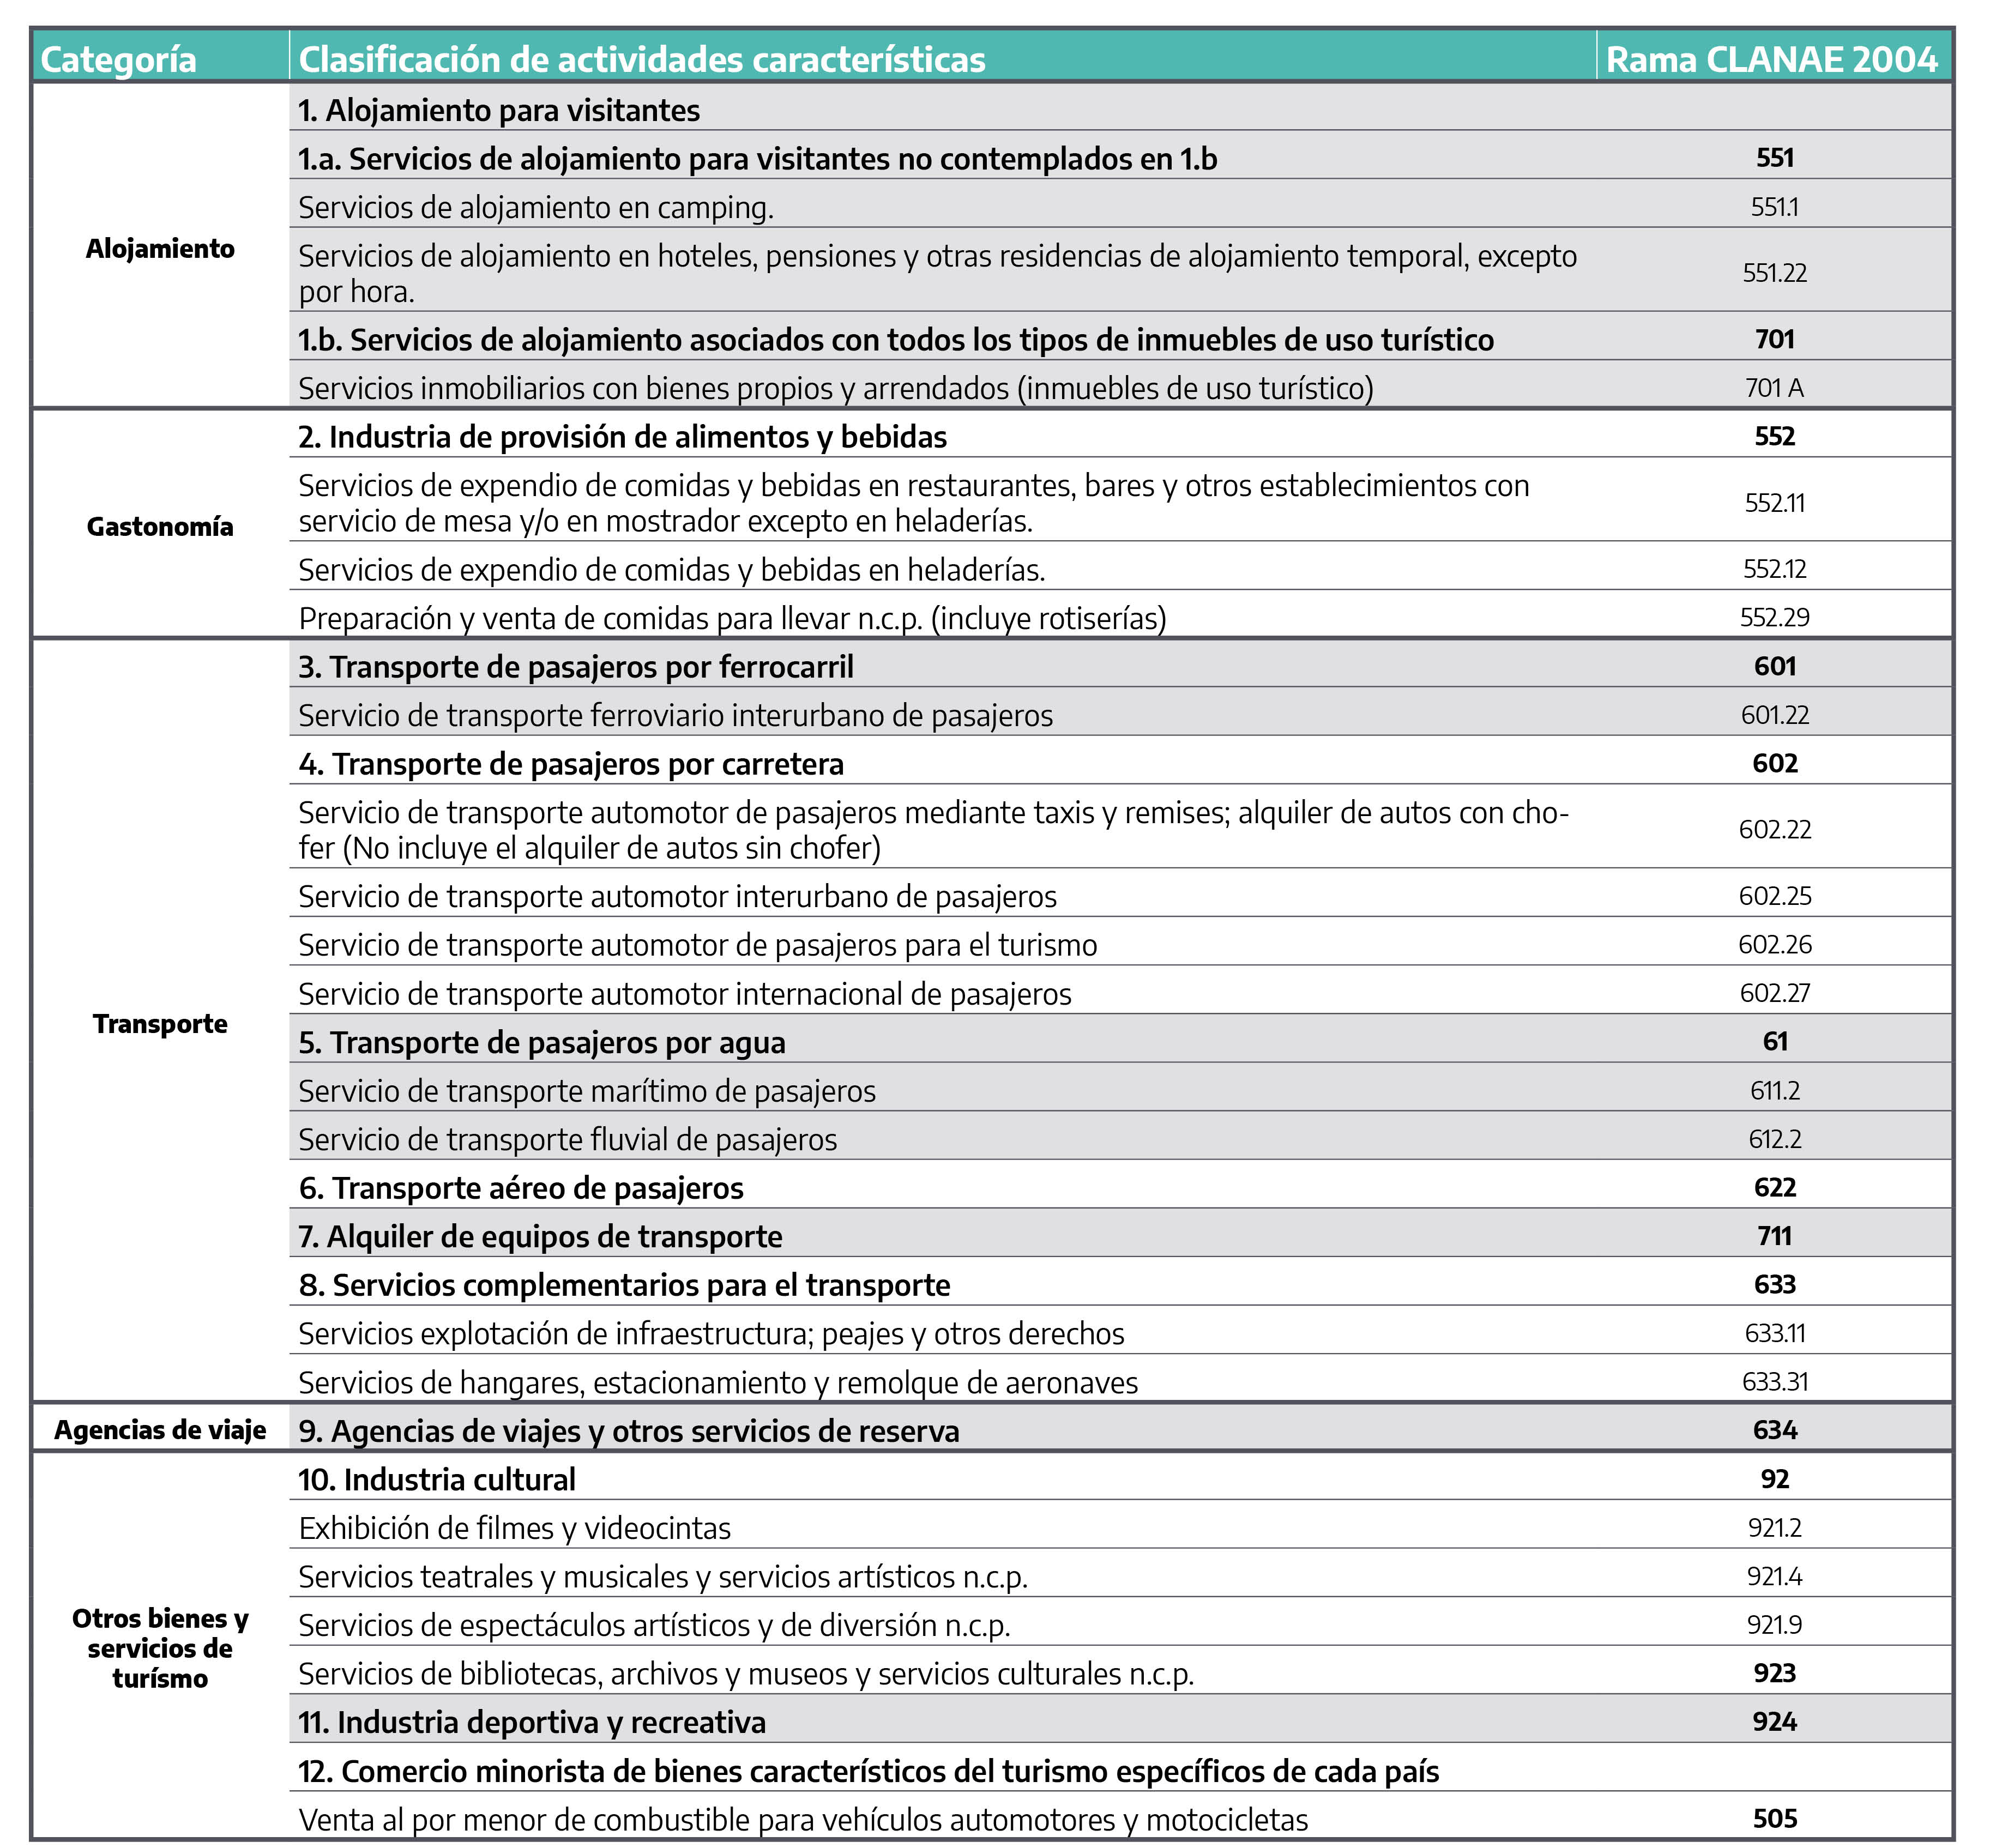 Categoría Clasificación de actividades características Rama CLANAE 2004
Alojamiento
1. Alojamiento para visitantes
1.a. Servicios de alojamiento para visitantes no contemplados en 1.b 551
Servicios de alojamiento en camping. 551.1
Servicios de alojamiento en hoteles, pensiones y otras residencias de alojamiento temporal, excepto
por hora. 551.22
1.b. Servicios de alojamiento asociados con todos los tipos de inmuebles de uso turístico 701
Servicios inmobiliarios con bienes propios y arrendados (inmuebles de uso turístico) 701 A
Gastonomía
2. Industria de provisión de alimentos y bebidas 552
Servicios de expendio de comidas y bebidas en restaurantes, bares y otros establecimientos con
servicio de mesa y/o en mostrador excepto en heladerías. 552.11
Servicios de expendio de comidas y bebidas en heladerías. 552.12
Preparación y venta de comidas para llevar n.c.p. (incluye rotiserías) 552.29
Transporte
3. Transporte de pasajeros por ferrocarril 601
Servicio de transporte ferroviario interurbano de pasajeros 601.22
4. Transporte de pasajeros por carretera 602
Servicio de transporte automotor de pasajeros mediante taxis y remises; alquiler de autos con cho-
fer (No incluye el alquiler de autos sin chofer) 602.22
Servicio de transporte automotor interurbano de pasajeros 602.25
Servicio de transporte automotor de pasajeros para el turismo 602.26
Servicio de transporte automotor internacional de pasajeros 602.27
5. Transporte de pasajeros por agua 61
Servicio de transporte marítimo de pasajeros 611.2
Servicio de transporte fluvial de pasajeros 612.2
6. Transporte aéreo de pasajeros 622
7. Alquiler de equipos de transporte 711
8. Servicios complementarios para el transporte 633
Servicios explotación de infraestructura; peajes y otros derechos 633.11
Servicios de hangares, estacionamiento y remolque de aeronaves 633.31
Agencias de viaje 9. Agencias de viajes y otros servicios de reserva 634
Otros bienes y
servicios de
turísmo
10. Industria cultural 92
Exhibición de filmes y videocintas 921.2
Servicios teatrales y musicales y servicios artísticos n.c.p. 921.4
Servicios de espectáculos artísticos y de diversión n.c.p. 921.9
Servicios de bibliotecas, archivos y museos y servicios culturales n.c.p. 923
11. Industria deportiva y recreativa 924
12. Comercio minorista de bienes característicos del turismo específicos de cada país
Venta al por menor de combustible para vehículos automotores y motocicletas 505